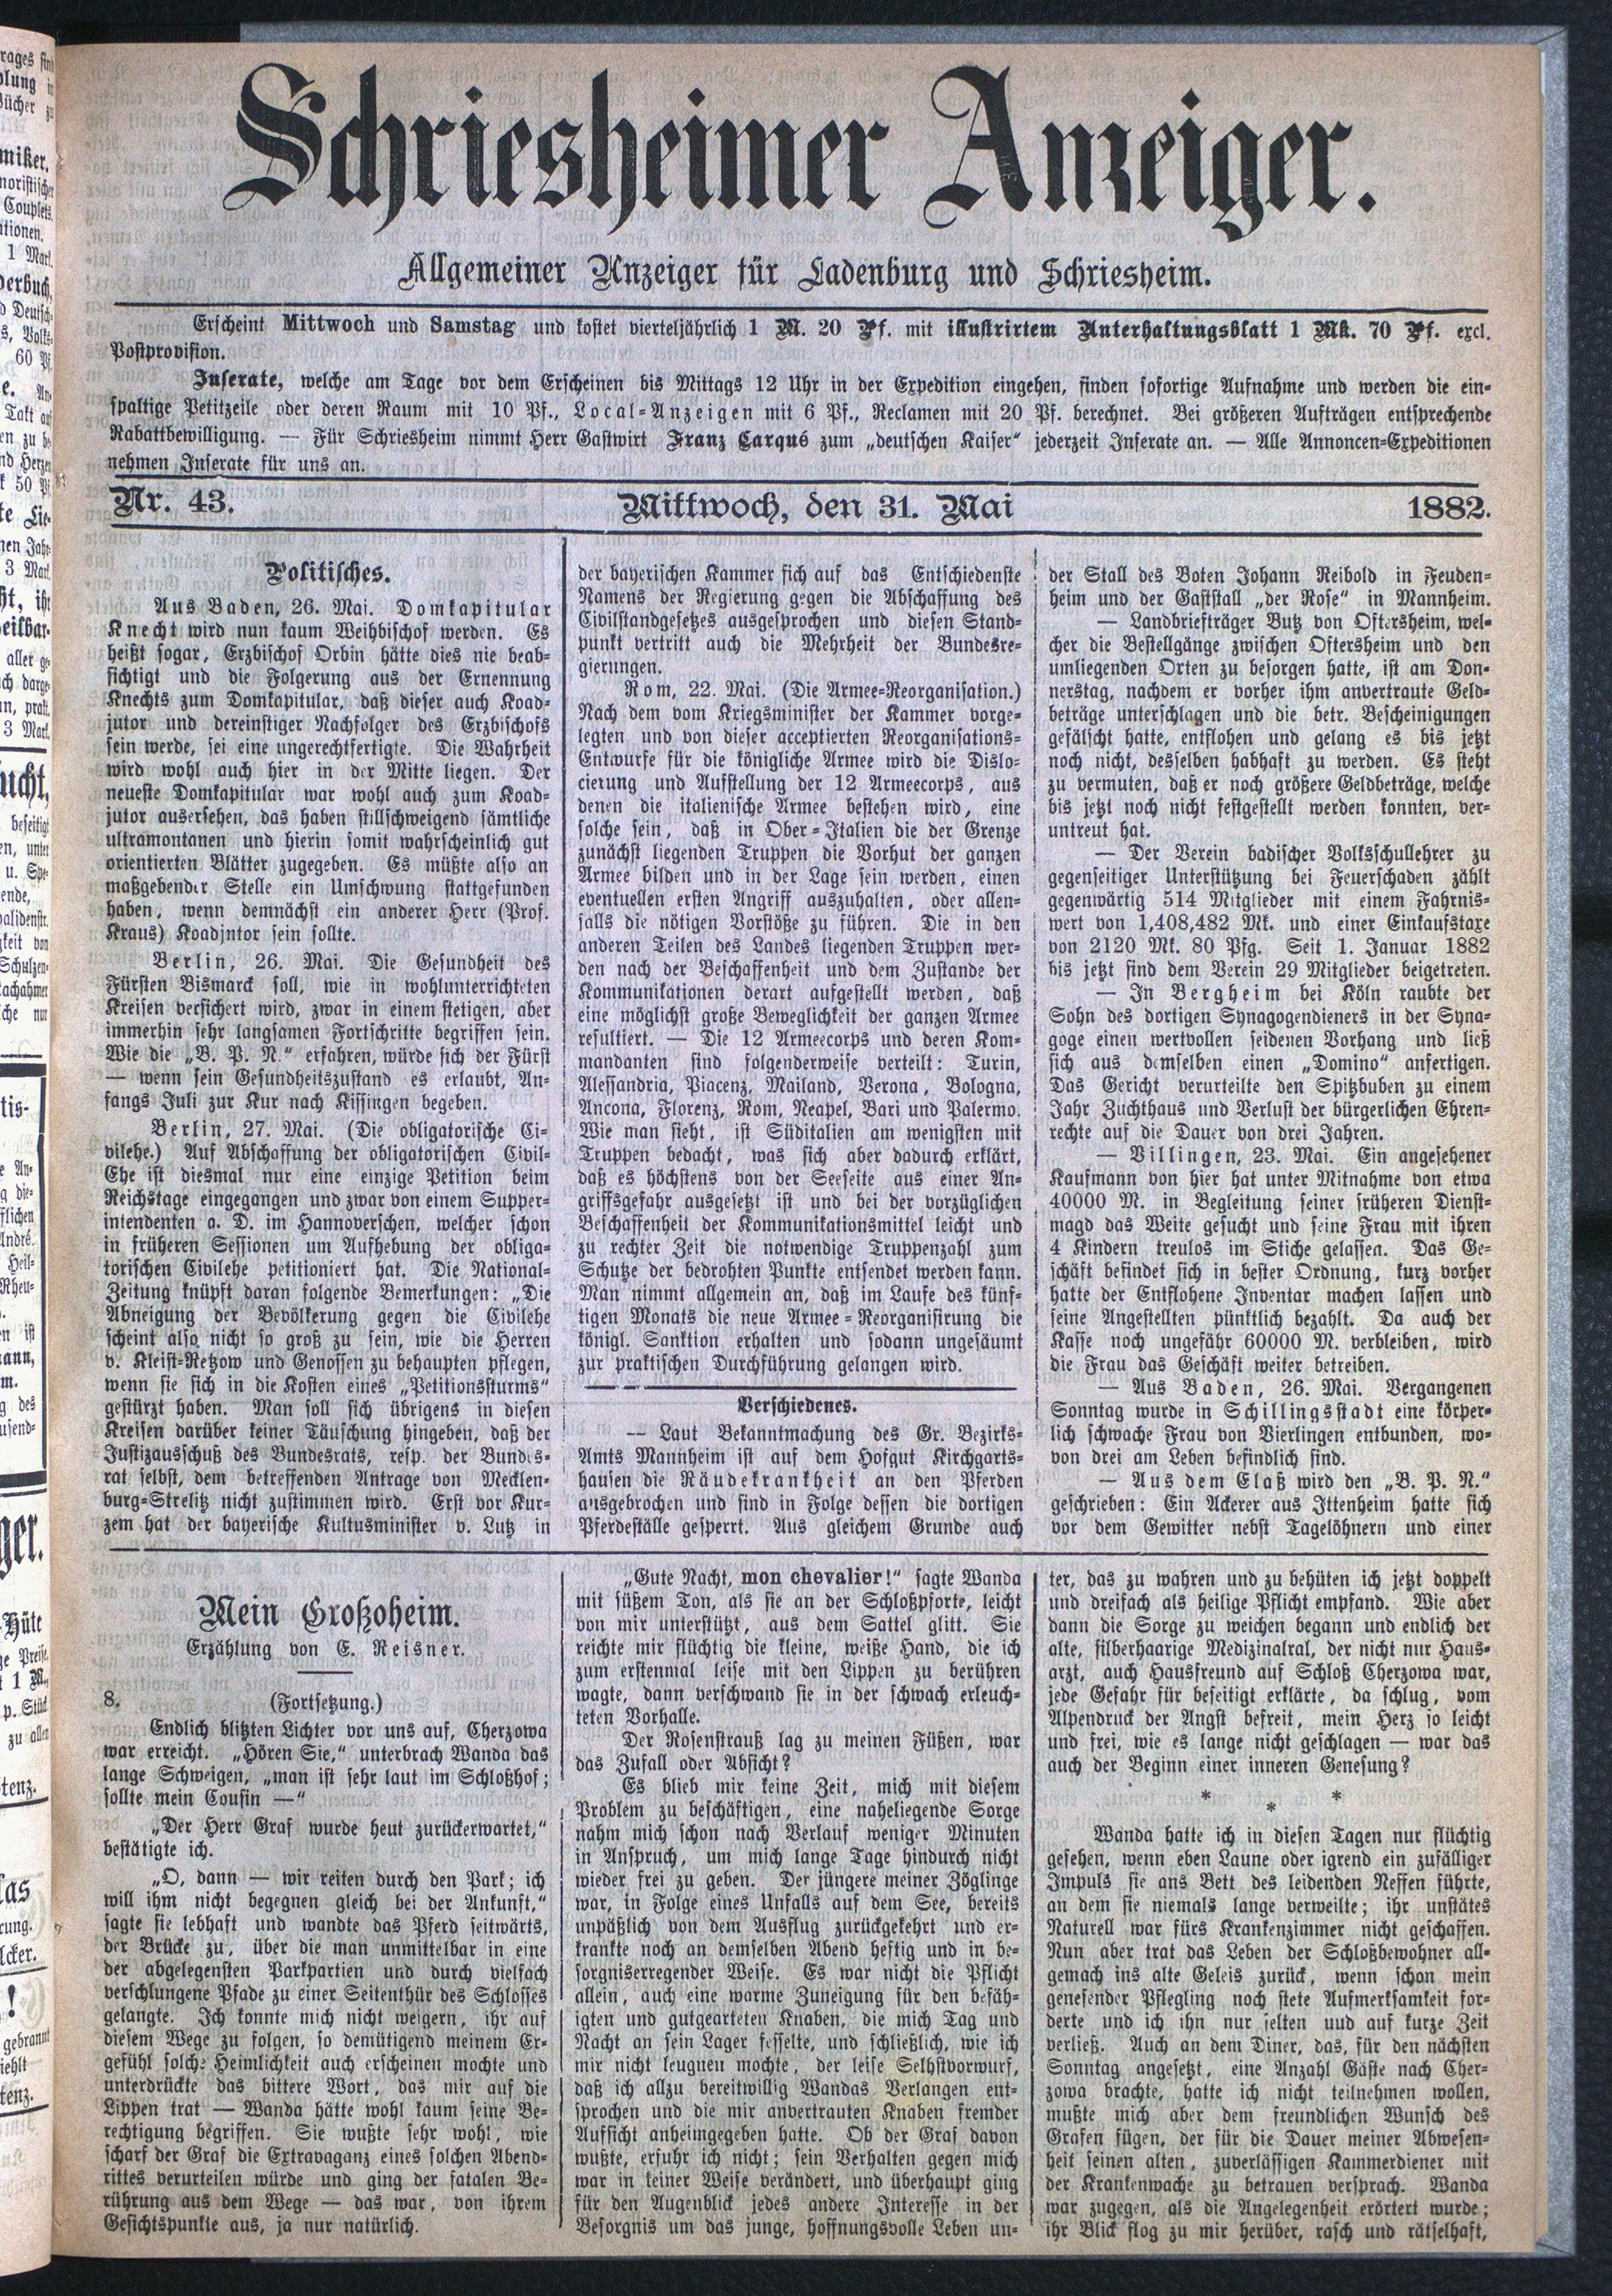 Schriesheimer Anzeiger.
Allgemeiner Anzeiger für Ladenburg und Schriesheim.
Erscheint Mittwoch und Samstag und kostet vierteljährlich 1 M. 20 Pf. mit illustrirtem Unterhaltungsblatt 1 Mk. 70 Pf. excl.
Postprovision.
Inserate, welche am Tage vor dem Erscheinen bis Mittags 12 Uhr in der Expedition eingehen, finden sofortige Aufnahme und werden die ein-
spaltige Petitzeile oder deren Raum mit 10 Pf., Local-Anzeigen mit 6 Pf., Reclamen mit 20 Pf. berechnet. Bei größeren Aufträgen entsprechende
Rabattbewilligung. — Für Schriesheim nimmt Herr Gastwirt Franz Carqué zum „deutschen Kaiser" jederzeit Inserate an. — Alle Annoncen-Expeditionen
nehmen Inserate für uns an.
Nr. 43. Mittwoch, den 31. Mai 1882.
Politisches.
Aus Baden, 26. Mai. Domkapitular
Knecht wird nun kaum Weihbischof werden. Es
heißt sogar, Erzbischof Orbin hätte dies nie beab-
sichtigt und die Folgerung aus der Ernennung
Knechts zum Domkapitular, daß dieser auch Koad-
jutor und dereinstiger Nachfolger des Erzbischofs
sein werde, sei eine ungerechtfertigte. Die Wahrheit
wird wohl auch hier in der Mitte liegen. Der
neueste Domkapitular war wohl auch zum Koad-
jutor ausersehen, das haben stillschweigend sämtliche
ultramontanen und hierin somit wahrscheinlich gut
orientierten Blätter zugegeben. Es müßte also an
maßgebender Stelle ein Umschwung stattgefunden
haben, wenn demnächst ein anderer Herr (Prof.
Kraus) Koadjntor sein sollte.
Berlin, 26. Mai. Die Gesundheit des
Fürsten Bismarck soll, wie in wohlunterrichteten
Kreisen versichert wird, zwar in einem stetigen, aber
immerhin sehr langsamen Fortschritte begriffen sein.
Wie die „B. P. N." erfahren, würde sich der Fürst
— wenn sein Gesundheitszustand es erlaubt, An-
fangs Juli zur Kur nach Kissingen begeben.
Berlin, 27. Mai. (Die obligatorische Ci-
vilehe.) Auf Abschaffung der obligatorischen Civil-
Ehe ist diesmal nur eine einzige Petition beim
Reichstage eingegangen und zwar von einem Supper-
intendenten a. D. im Hannoverschen, welcher schon
in früheren Sessionen um Aufhebung der obliga-
torischen Civilehe petitioniert hat. Die National-
Zeitung knüpft daran folgende Bemerkungen: „Die
Abneigung der Bevölkerung gegen die Civilehe
scheint also nicht so groß zu sein, wie die Herren
v. Kleist-Retzow und Genossen zu behaupten pflegen,
wenn sie sich in die Kosten eines „Petitionssturms"
gestürzt haben. Man soll sich übrigens in diesen
Kreisen darüber keiner Täuschung hingeben, daß der
Justizausschuß des Bundesrats, resp. der Bundes-
rat selbst, dem betreffenden Antrage von Mecklen-
burg-Strelitz nicht zustimmen wird. Erst vor Kur-
zem hat der bayerische Kultusminister v. Lutz in
der bayerischen Kammer sich auf das Entschiedenste
Namens der Regierung gegen die Abschaffung des
Civilstandgesetzes ausgesprochen und diesen Stand-
punkt vertritt auch die Mehrheit der Bundesre-
gierungen.
Rom, 22. Mai. (Die Armee-Reorganisation.)
Nach dem vom Kriegsminister der Kammer vorge-
legten und von dieser acceptierten Reorganisations-
Entwurfe für die königliche Armee wird die Dislo-
cierung und Aufstellung der 12 Armeecorps, aus
denen die italienische Armee bestehen wird, eine
solche sein, daß in Ober-Italien die der Grenze
zunächst liegenden Truppen die Vorhut der ganzen
Armee bilden und in der Lage sein werden, einen
eventuellen ersten Angriff auszuhalten, oder allen-
falls die nötigen Vorstöße zu führen. Die in den
anderen Teilen des Landes liegenden Truppen wer-
den nach der Beschaffenheit und dem Zustande der
Kommunikationen derart aufgestellt werden, daß
eine möglichst große Beweglichkeit der ganzen Armee
resultiert. — Die 12 Armeecorps und deren Kom-
mandanten sind folgenderweise verteilt: Turin,
Alessandria, Piacenz, Mailand, Verona, Bologna,
Ancona, Florenz, Rom, Neapel, Bari und Palermo.
Wie man sieht, ist Süditalien am wenigsten mit
Truppen bedacht, was sich aber dadurch erklärt,
daß es höchstens von der Seeseite aus einer An-
griffsgefahr ausgesetzt ist und bei der vorzüglichen
Beschaffenheit der Kommunikationsmittel leicht und
zu rechter Zeit die notwendige Truppenzahl zum
Schutze der bedrohten Punkte entsendet werden kann.
Man nimmt allgemein an, daß im Laufe des künf-
tigen Monats die neue Armee-Reorganisirung die
königl. Sanktion erhalten und sodann ungesäumt
zur praktischen Durchführung gelangen wird.
Verschiedenes.
— Laut Bekanntmachung des Gr. Bezirks-
Amts Mannheim ist auf dem Hofgut Kirchgarts-
hausen die Räudekrankheit an den Pferden
ausgebrochen und sind in Folge dessen die dortigen
Pferdeställe gesperrt. Aus gleichem Grunde auch
der Stall des Boten Johann Reibold in Feuden-
heim und der Gaststall „der Rose" in Mannheim.
— Landbriefträger Butz von Oftersheim, wel-
cher die Bestellgänge zwischen Oftersheim und den
umliegenden Orten zu besorgen hatte, ist am Don-
nerstag, nachdem er vorher ihm anvertraute Geld-
beträge unterschlagen und die betr. Bescheinigungen
gefälscht hatte, entflohen und gelang es bis jetzt
noch nicht, desselben habhaft zu werden. Es steht
zu vermuten, daß er noch größere Geldbeträge, welche
bis jetzt noch nicht festgestellt werden konnten, ver-
untreut hat.
— Der Verein badischer Volksschullehrer zu
gegenseitiger Unterstützung bei Feuerschaden zählt
gegenwärtig 514 Mitglieder mit einem Fahrnis-
wert von 1,408,482 Mk. und einer Einkaufstaxe
von 2120 Mk. 80 Pfg. Seit 1. Januar 1882
bis jetzt sind dem Verein 29 Mitglieder beigetreten.
— In Bergheim bei Köln raubte der
Sohn des dortigen Synagogendieners in der Syna-
goge einen wertvollen seidenen Vorhang und ließ
sich aus demselben einen „Domino" anfertigen.
Das Gericht verurteilte den Spitzbuben zu einem
Jahr Zuchthaus und Verlust der bürgerlichen Ehren-
rechte auf die Dauer von drei Jahren.
— Villingen, 23. Mai. Ein angesehener
Kaufmann von hier hat unter Mitnahme von etwa
40000 M. in Begleitung seiner früheren Dienst-
magd das Weite gesucht und seine Frau mit ihren
4 Kindern treulos im Stiche gelassen. Das Ge-
schäft befindet sich in bester Ordnung, kurz vorher
hatte der Entflohene Inventar machen lassen und
seine Angestellten pünktlich bezahlt. Da auch der
Kasse noch ungefähr 60000 M. verbleiben, wird
die Frau das Geschäft weiter betreiben.
— Aus Baden, 26. Mai. Vergangenen
Sonntag wurde in Schillingsstadt eine körper-
lich schwache Frau von Vierlingen entbunden, wo-
von drei am Leben befindlich sind.
— Aus dem Elaß wird den „B. P. N."
geschrieben: Ein Ackerer aus Ittenheim hatte sich
vor dem Gewitter nebst Tagelöhnern und einer
Mein Großoheim.
Erzählung von E. Reisner.
8. (Fortsetzung.)
Endlich blitzten Lichter vor uns auf, Cherzowa
war erreicht. „Hören Sie," unterbrach Wanda das
lange Schweigen, „man ist sehr laut im Schloßhof;
sollte mein Cousin —"
„Der Herr Graf wurde heut zurückerwartet,"
bestätigte ich.
„O, dann — wir reiten durch den Park; ich
will ihm nicht begegnen gleich bei der Ankunft,"
sagte sie lebhaft und wandte das Pferd seitwärts,
der Brücke zu, über die man unmittelbar in eine
der abgelegensten Parkpartien und durch vielfach
verschlungene Pfade zu einer Seitenthür des Schlosses
gelangte. Ich konnte mich nicht weigern, ihr auf
diesem Wege zu folgen, so demütigend meinem Er-
gefühl solche Heimlichkeit auch erscheinen mochte und
unterdrückte das bittere Wort, das mir auf die
Lippen trat — Wanda hätte wohl kaum seine Be-
rechtigung begriffen. Sie wußte sehr wohl, wie
scharf der Graf die Extravaganz eines solchen Abend-
rittes verurteilen würde und ging der fatalen Be-
rührung aus dem Wege — das war, von ihrem
Gesichtspunkte aus, ja nur natürlich.
„Gute Nacht, mon chevalier!" sagte Wanda
mit süßem Ton, als sie an der Schloßpforte, leicht
von mir unterstützt, aus dem Sattel glitt. Sie
reichte mir flüchtig die kleine, weiße Hand, die ich
zum erstenmal leise mit den Lippen zu berühren
wagte, dann verschwand sie in der schwach erleuch-
teten Vorhalle.
Der Rosenstrauß lag zu meinen Füßen, war
das Zufall oder Absicht?
Es blieb mir keine Zeit, mich mit diesem
Problem zu beschäftigen, eine naheliegende Sorge
nahm mich schon nach Verlauf weniger Minuten
in Anspruch, um mich lange Tage hindurch nicht
wieder frei zu geben. Der jüngere meiner Zöglinge
war, in Folge eines Unfalls auf dem See, bereits
unpäßlich von dem Ausflug zurückgekehrt und er-
krankte noch an demselben Abend heftig und in be-
sorgniserregender Weise. Es war nicht die Pflicht
allein, auch eine warme Zuneigung für den befäh-
igten und gutgearteten Knaben, die mich Tag und
Nacht an sein Lager fesselte, und schließlich, wie ich
mir nicht leugnen mochte, der leise Selbstvorwurf,
daß ich allzu bereitwillig Wandas Verlangen ent-
sprochen und die mir anvertrauten Knaben fremder
Aufsicht anheimgegeben hatte. Ob der Graf davon
wußte, erfuhr ich nicht; sein Verhalten gegen mich
war in keiner Weise verändert, und überhaupt ging
für den Augenblick jedes andere Interesse in der
Besorgnis um das junge, hoffnungsvolle Leben un-
ter, das zu wahren und zu behüten ich jetzt doppelt
und dreifach als heilige Pflicht empfand. Wie aber
dann die Sorge zu weichen begann und endlich der
alte, silberhaarige Medizinalral, der nicht nur Haus-
arzt, auch Hausfreund auf Schloß Cherzowa war,
jede Gefahr für beseitigt erklärte, da schlug, vom
Alpendruck der Angst befreit, mein Herz so leicht
und frei, wie es lange nicht geschlagen — war das
auch der Beginn einer inneren Genesung?
* * *
Wanda hatte ich in diesen Tagen nur flüchtig
gesehen, wenn eben Laune oder igrend ein zufälliger
Impuls sie ans Bett des leidenden Neffen führte,
an dem sie niemals lange verweilte; ihr unstätes
Naturell war fürs Krankenzimmer nicht geschaffen.
Nun aber trat das Leben der Schloßbewohner all-
gemach ins alte Geleis zurück, wenn schon mein
genesender Pflegling noch stete Aufmerksamkeit for-
derte und ich ihn nur selten uud auf kurze Zeit
verließ. Auch an dem Diner, das, für den nächsten
Sonntag angesetzt, eine Anzahl Gäste nach Cher-
zowa brachte, hatte ich nicht teilnehmen wollen,
mußte mich aber dem freundlichen Wunsch des
Grafen fügen, der für die Dauer meiner Abwesen-
heit seinen alten, zuverlässigen Kammerdiener mit
der Krankenwache zu betrauen versprach. Wanda
war zugegen, als die Angelegenheit erörtert wurde;
ihr Blick flog zu mir herüber, rasch und rätselhaft,